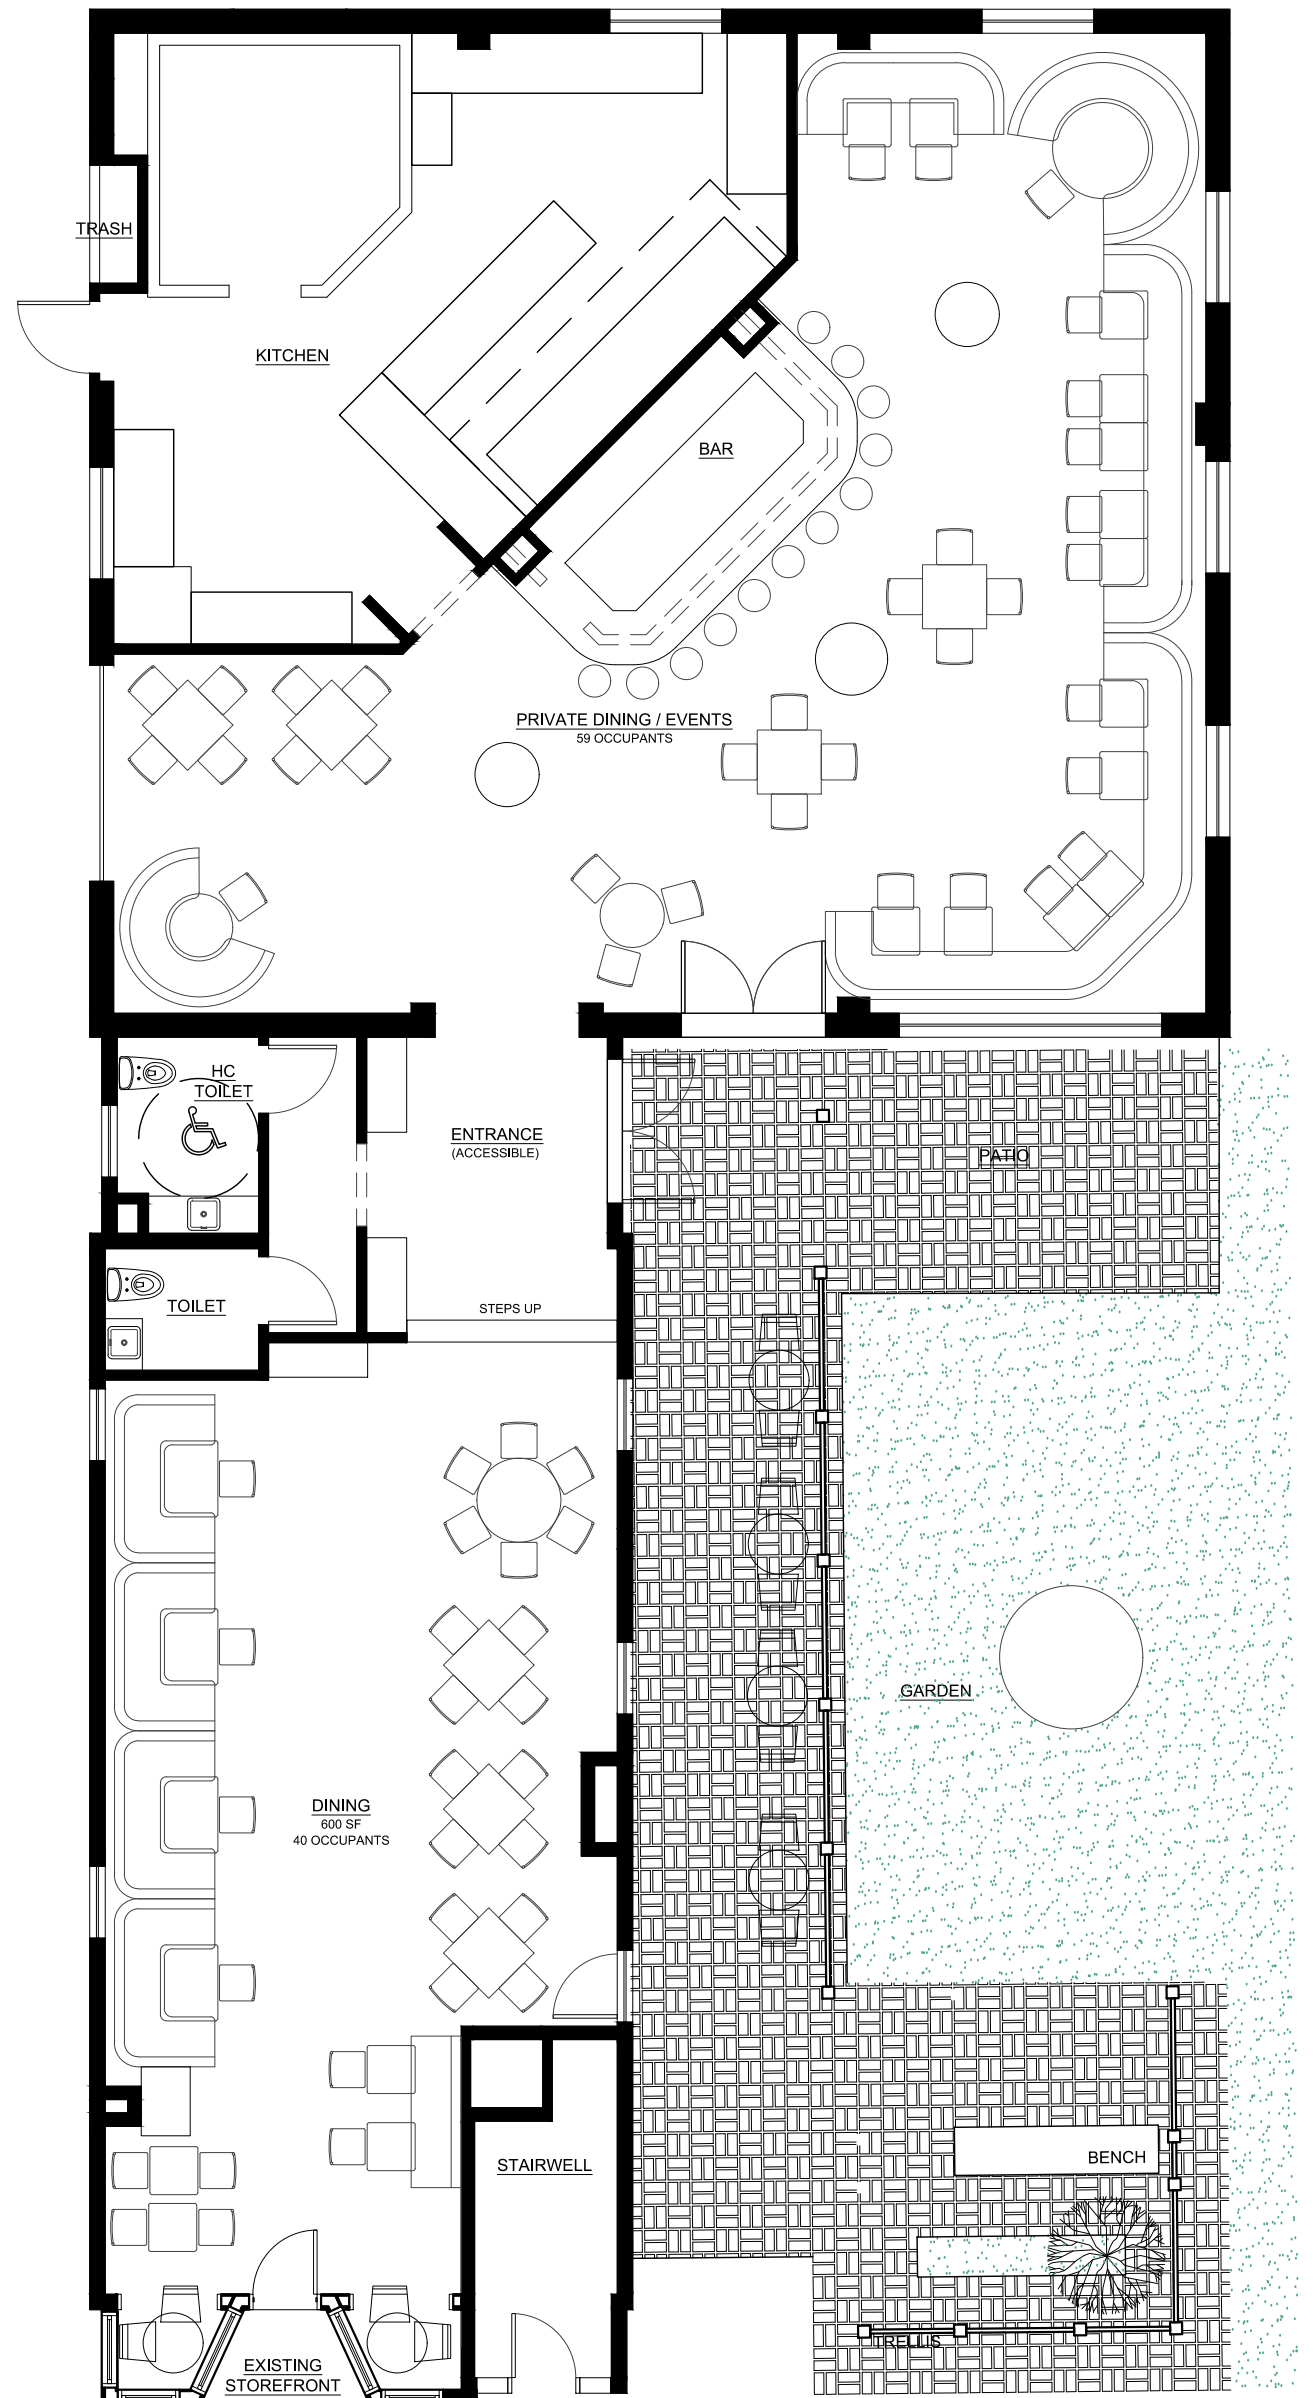 TRASH
KITCHEN
BAR
PRIVATE DINING / EVENTS
59 OCCUPANTS
HC
TOILET
ENTRANCE
(ACCESSIBLE)
PATIO
TOILET
STEPS UP
GARDEN
DINING
600 SF
40 OCCUPANTS
BENCH
STAIRWELL
TRELLIS
EXISTING
STOREFRONT